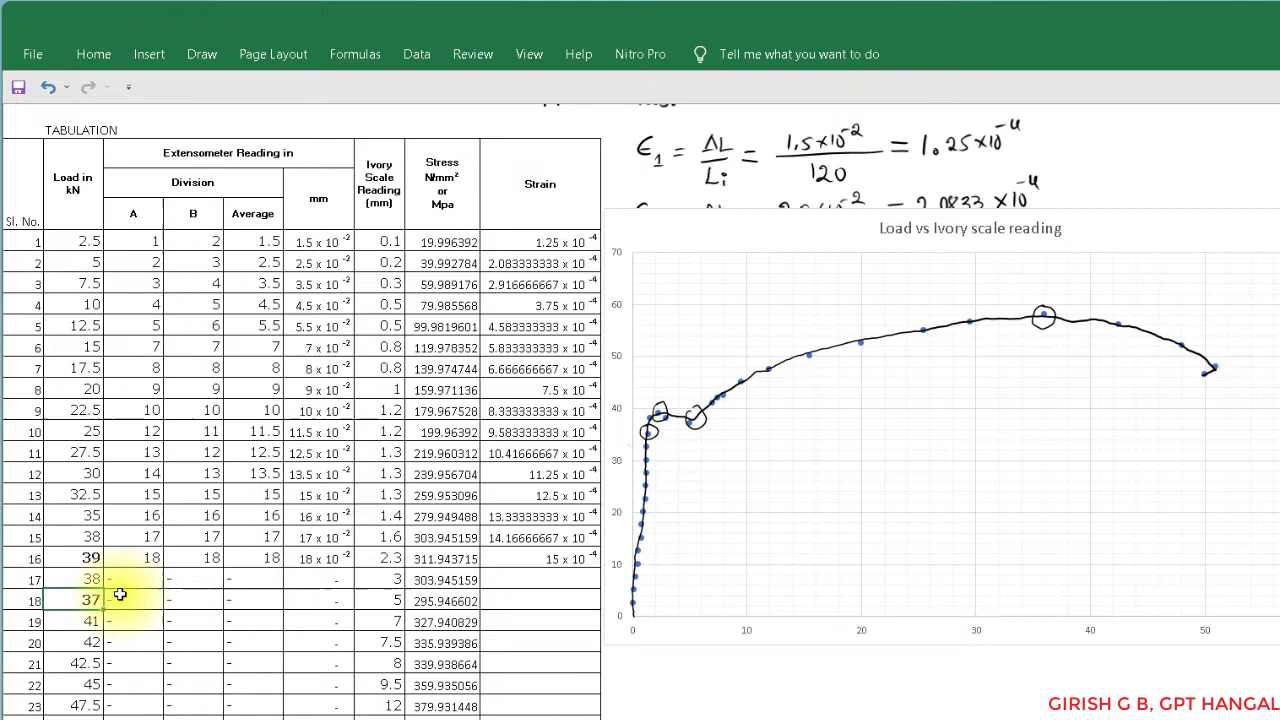 File Home Insert Draw Page Layout Formulas Data Review View Help Nitro Pro Tell me what you want to do
TABULATION
Sl. No.
Load in kN
Extensometer Reading in
Division
A B Average
mm
Ivory Scale Reading (mm)
Stress N/mm² or Mpa
Strain
1 2.5 1 2 1.5 1.5 x 10 -2 0.1 19.996392 1.25 x 10 -4
2 5 2 3 2.5 2.5 x 10 -2 0.2 39.992784 2.083333333 x 10 -4
3 7.5 3 4 3.5 3.5 x 10 -2 0.3 59.989176 2.916666667 x 10 -4
4 10 4 5 4.5 4.5 x 10 -2 0.5 79.985568 3.75 x 10 -4
5 12.5 5 6 5.5 5.5 x 10 -2 0.5 99.9819601 4.583333333 x 10 -4
6 15 7 7 7 7 x 10 -2 0.8 119.978352 5.833333333 x 10 -4
7 17.5 8 8 8 8 x 10 -2 0.8 139.974744 6.666666667 x 10 -4
8 20 9 9 9 9 x 10 -2 1 159.971136 7.5 x 10 -4
9 22.5 10 10 10 10 x 10 -2 1.2 179.967528 8.333333333 x 10 -4
10 25 12 11 11.5 11.5 x 10 -2 1.2 199.96392 9.583333333 x 10 -4
11 27.5 13 12 12.5 12.5 x 10 -2 1.3 219.960312 10.41666667 x 10 -4
12 30 14 13 13.5 13.5 x 10 -2 1.3 239.956704 11.25 x 10 -4
13 32.5 15 15 15 15 x 10 -2 1.3 259.953096 12.5 x 10 -4
14 35 16 16 16 16 x 10 -2 1.4 279.949488 13.33333333 x 10 -4
15 38 17 17 17 17 x 10 -2 1.6 303.945159 14.16666667 x 10 -4
16 39 18 18 18 18 x 10 -2 2.3 311.943715 15 x 10 -4
17 38 - - - - 3 303.945159
18 37 - - - - 5 295.946602
19 41 - - - - 7 327.940829
20 42 - - - - 7.5 335.939386
21 42.5 - - - - 8 339.938664
22 45 - - - - 9.5 359.935056
23 47.5 - - - - 12 379.931448
ϵ1 = ΔL/Li = 1.5×10-2/120 = 1.25×10-4
= 2.0833 ×10-4
Load vs Ivory scale reading
70
60
50
40
30
20
10
0
0 10 20 30 40 50
GIRISH G B, GPT HANGAL